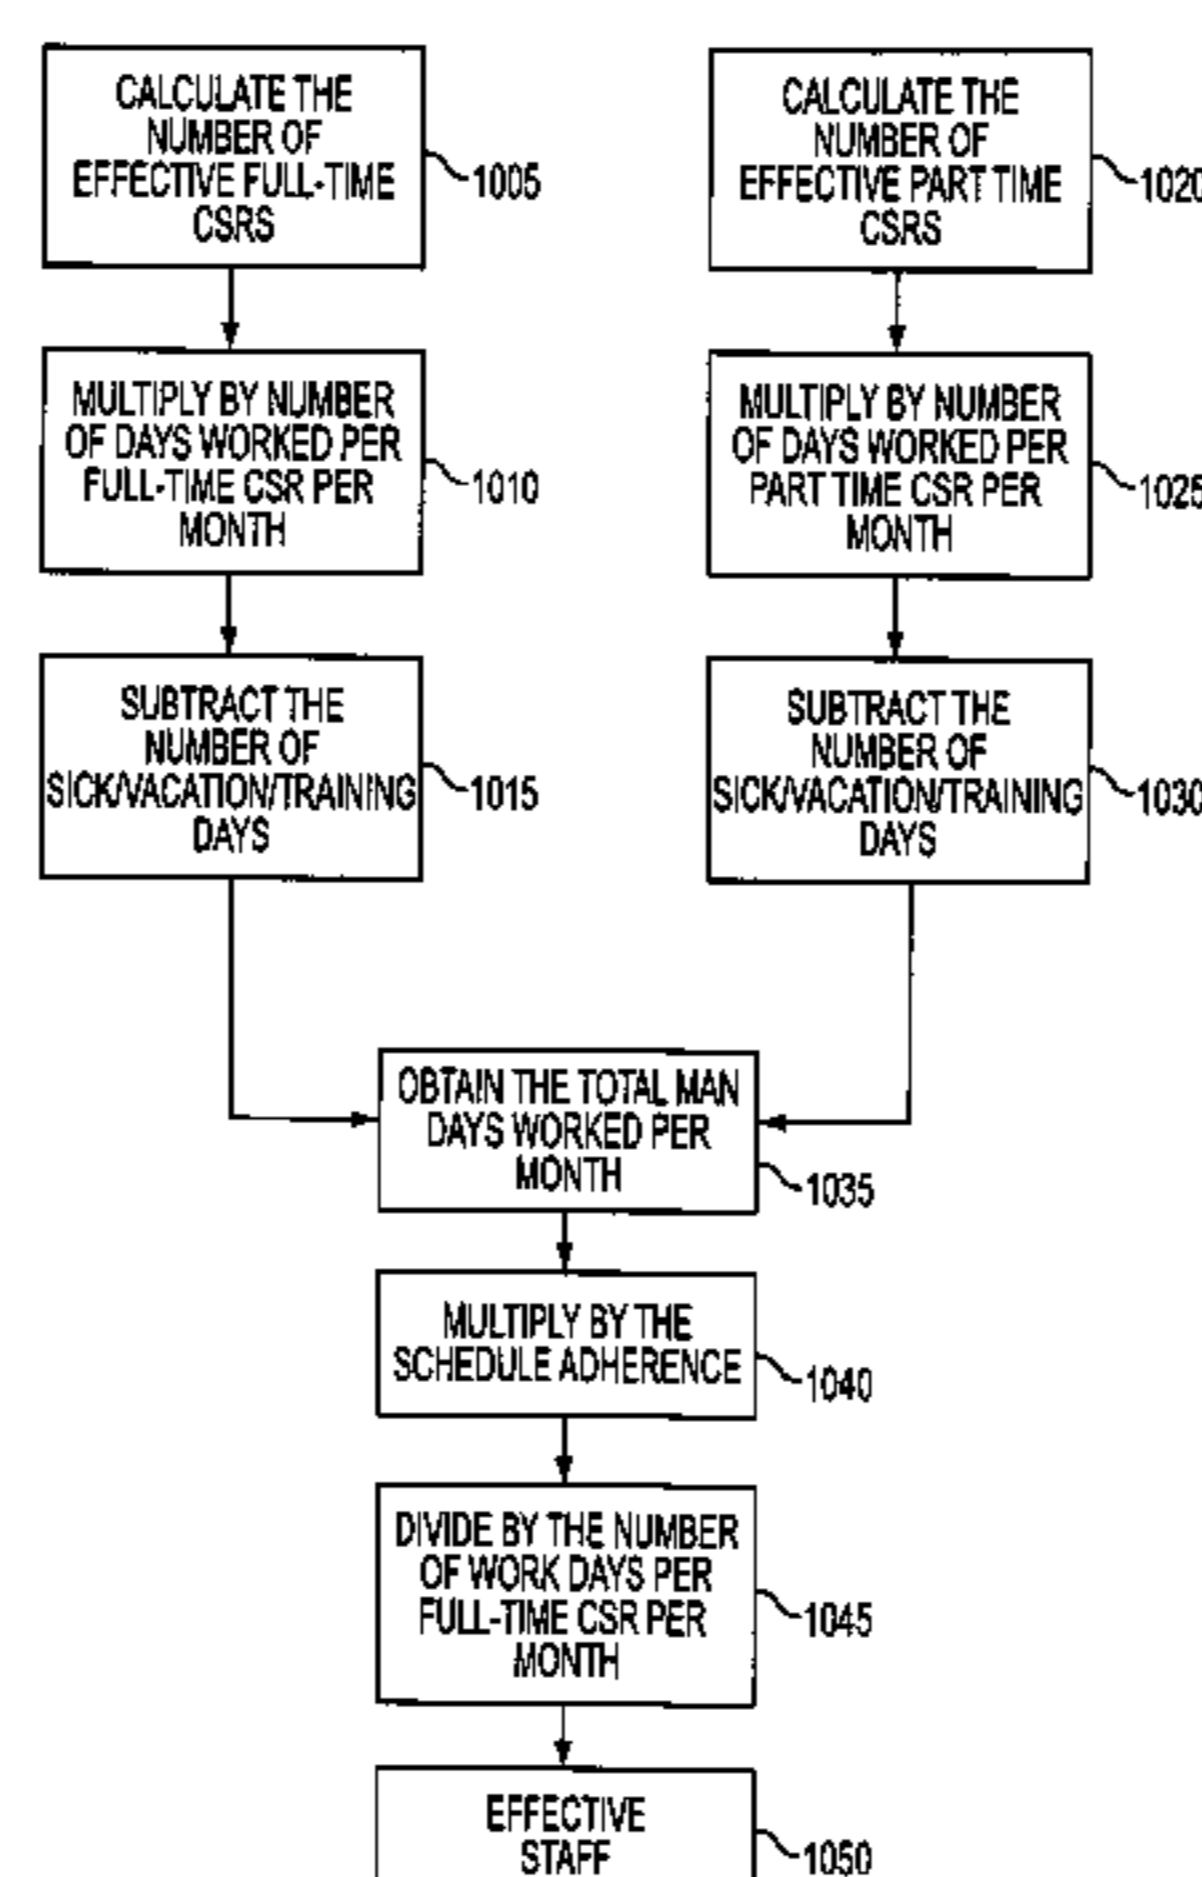 CALCULATE THE
NUMBER OF
EFFECTIVE FULL-TIME
CSRS
1005
MULTIPLY BY NUMBER
OF DAYS WORKED PER
FULL-TIME CSR PER
MONTH
1010
SUBTRACT THE
NUMBER OF
SICK/VACATION/TRAINING
DAYS
1015
CALCULATE THE
NUMBER OF
EFFECTIVE PART TIME
CSRS
1020
MULTIPLY BY NUMBER
OF DAYS WORKED PER
PART TIME CSR PER
MONTH
1025
SUBTRACT THE
NUMBER OF
SICK/VACATION/TRAINING
DAYS
1030
OBTAIN THE TOTAL MAN
DAYS WORKED PER
MONTH
1035
MULTIPLY BY THE
SCHEDULE ADHERENCE
1040
DIVIDE BY THE NUMBER
OF WORK DAYS PER
FULL-TIME CSR PER
MONTH
1045
EFFECTIVE
STAFF
1050